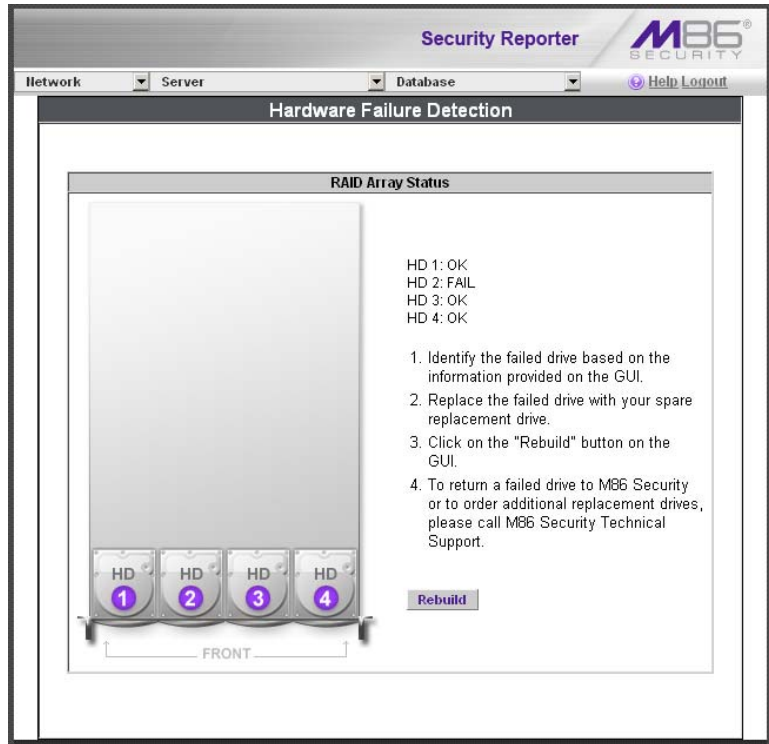 Security Reporter
M86®
SECURITY
Network
Server
Database
Help Logout
Hardware Failure Detection
RAID Array Status
HD 1: OK
HD 2: FAIL
HD 3: OK
HD 4: OK
1. Identify the failed drive based on the
information provided on the GUI.
2. Replace the failed drive with your spare
replacement drive.
3. Click on the "Rebuild" button on the
GUI.
4. To return a failed drive to M86 Security
or to order additional replacement drives,
please call M86 Security Technical
Support.
Rebuild
HD 1
HD 2
HD 3
HD 4
FRONT